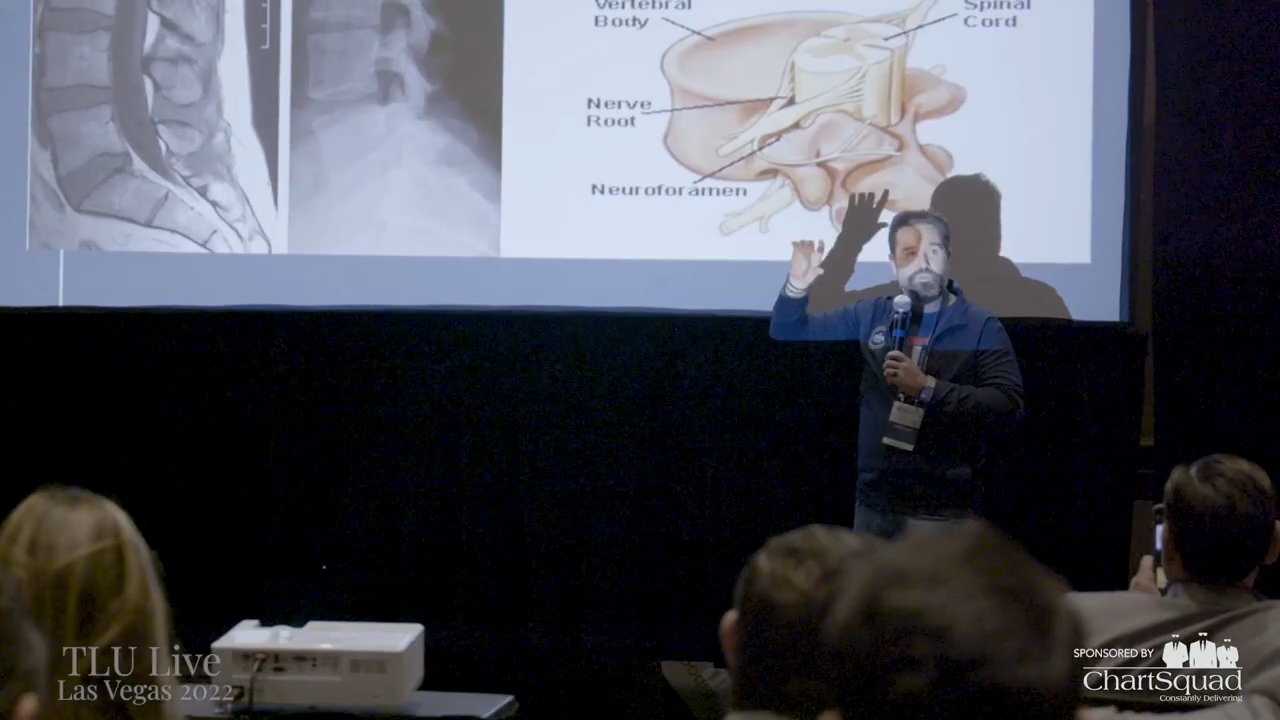 Vertebral
Body
Spinal
Cord
Nerve
Root
Neuroforamen
TLU Live
Las Vegas 2022
SPONSORED BY
ChartSquad
Constantly Delivering